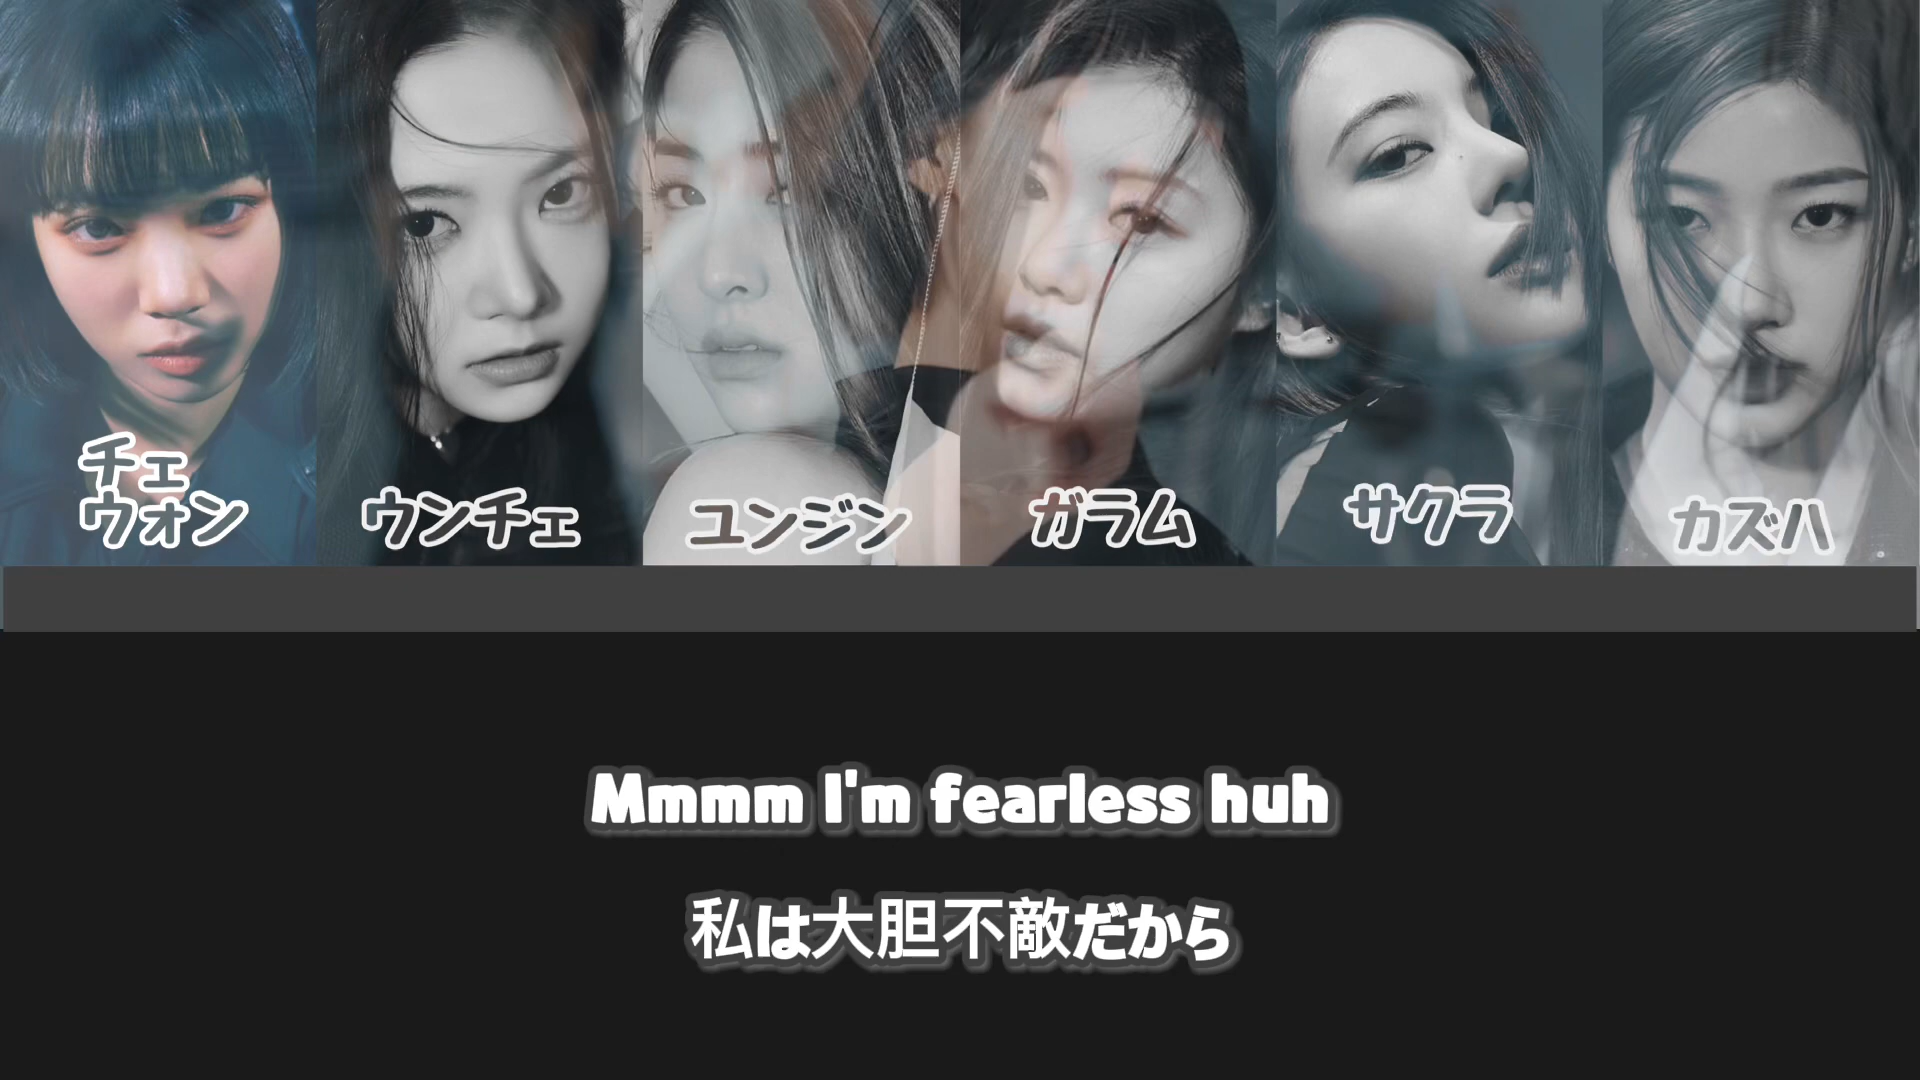 チェ
ウォン
ウンチェ
ユンジン
ガラム
サクラ
カズハ
Mmmm I'm fearless huh
私は大胆不敵だから